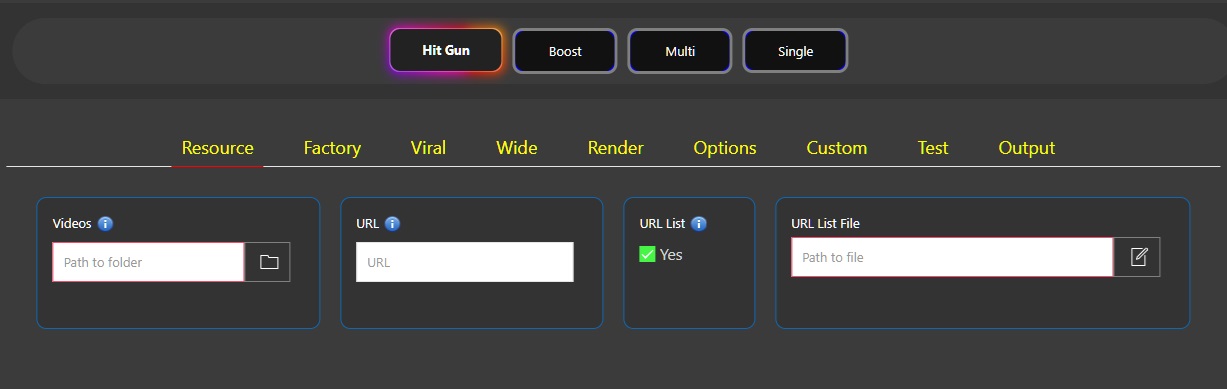 Hit Gun Boost Multi Single
Resource Factory Viral Wide Render Options Custom Test Output
Videos URL URL List URL List File
Path to folder URL Yes Path to file